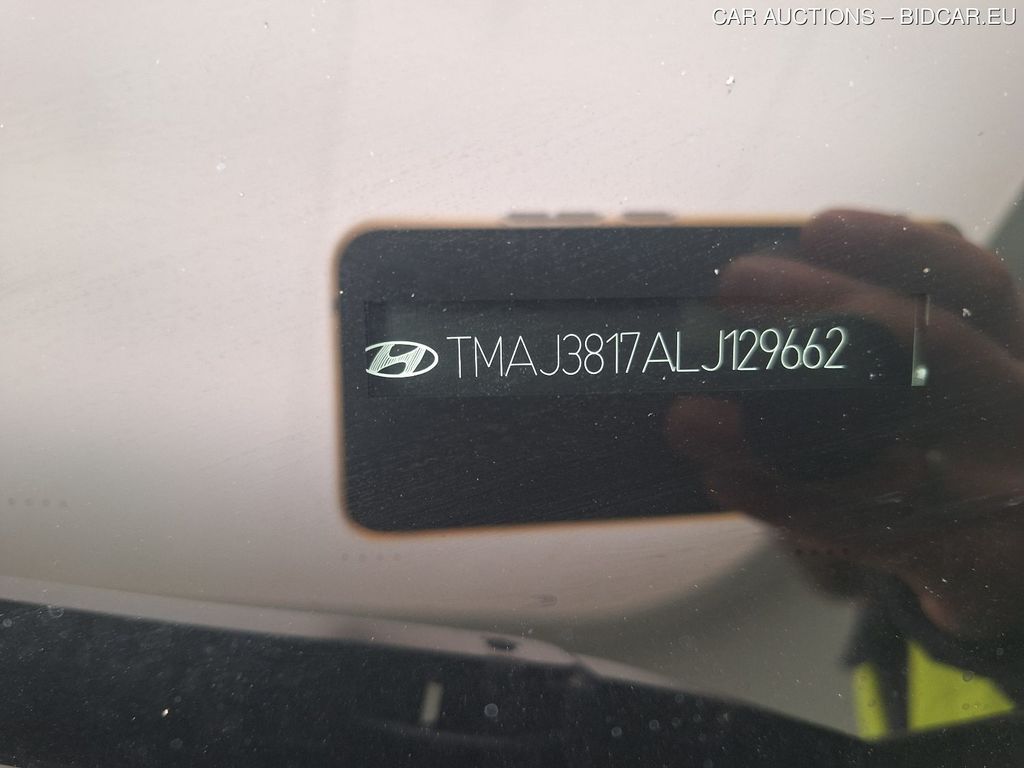 CAR AUCTIONS – BIDCAR.EU
TMAJ3817ALJ129662